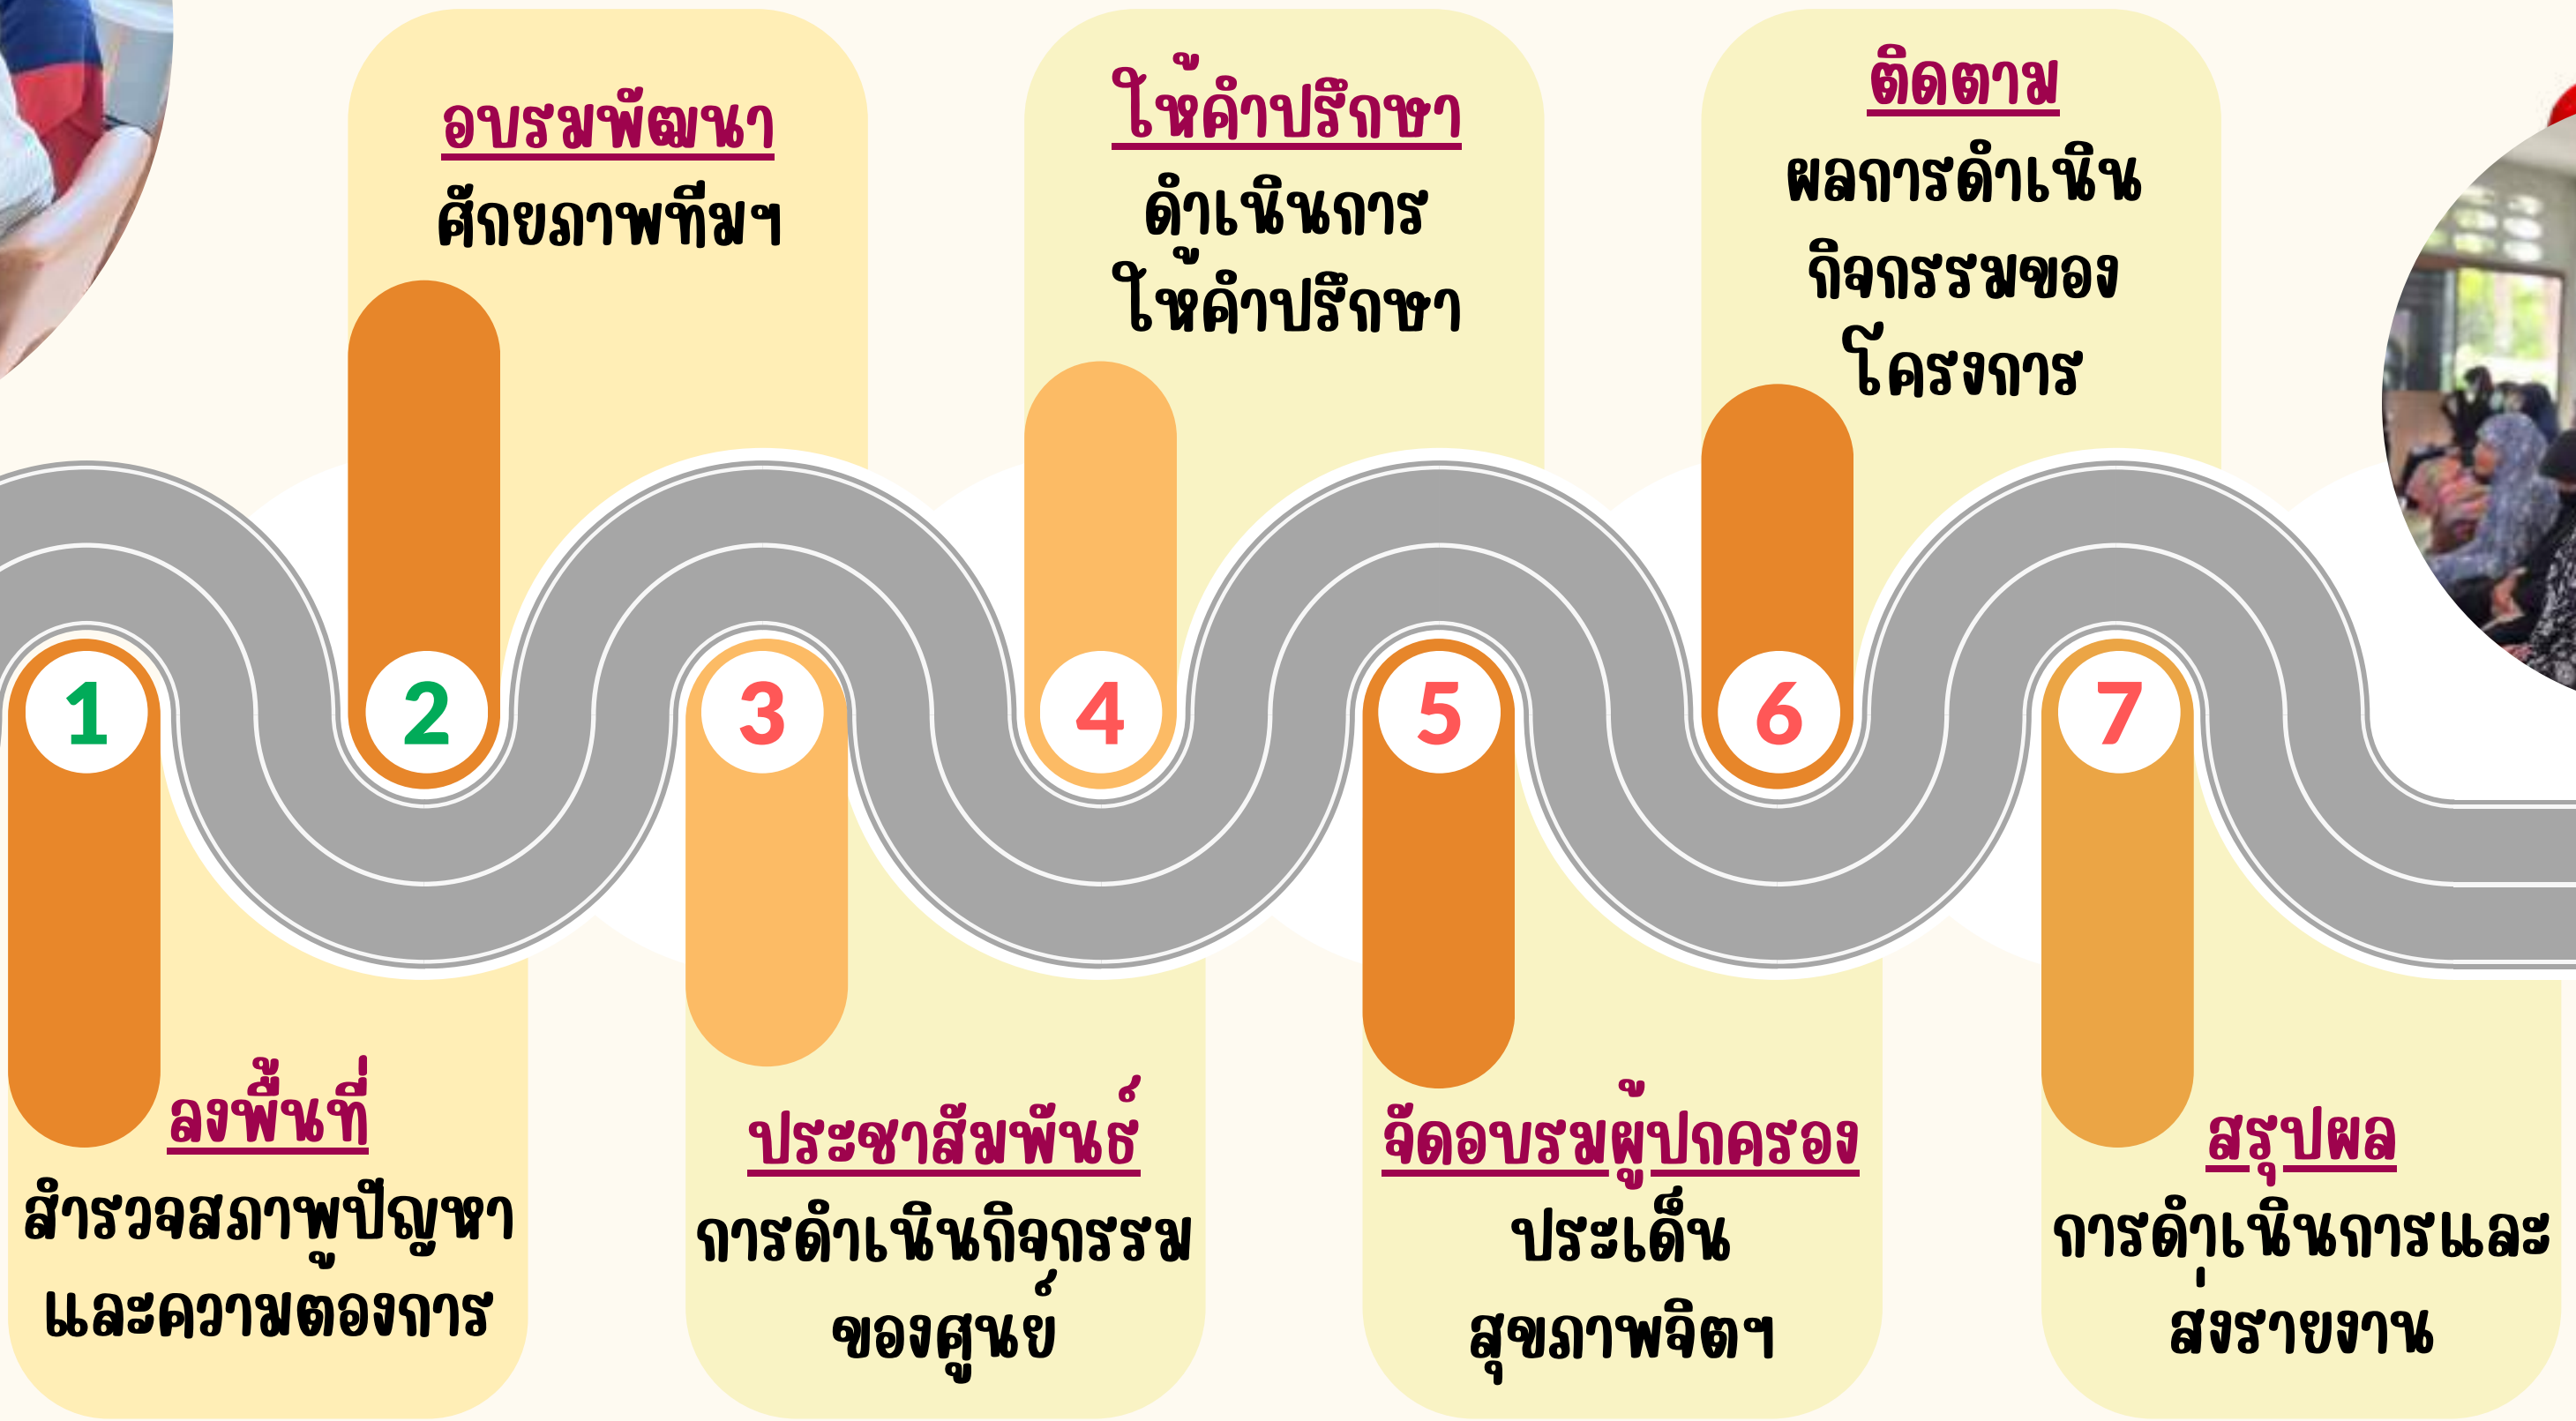 1
ลงพื้นที่
สำรวจสภาพปัญหา
และความต้องการ
2
อบรมพัฒนา
ศักยภาพทีมฯ
3
ประชาสัมพันธ์
การดำเนินกิจกรรม
ของศูนย์
4
ให้คำปรึกษา
ดำเนินการ
ให้คำปรึกษา
5
จัดอบรมผู้ปกครอง
ประเด็น
สุขภาพจิตฯ
6
ติดตาม
ผลการดำเนิน
กิจกรรมของ
โครงการ
7
สรุปผล
การดำเนินการและ
ส่งรายงาน